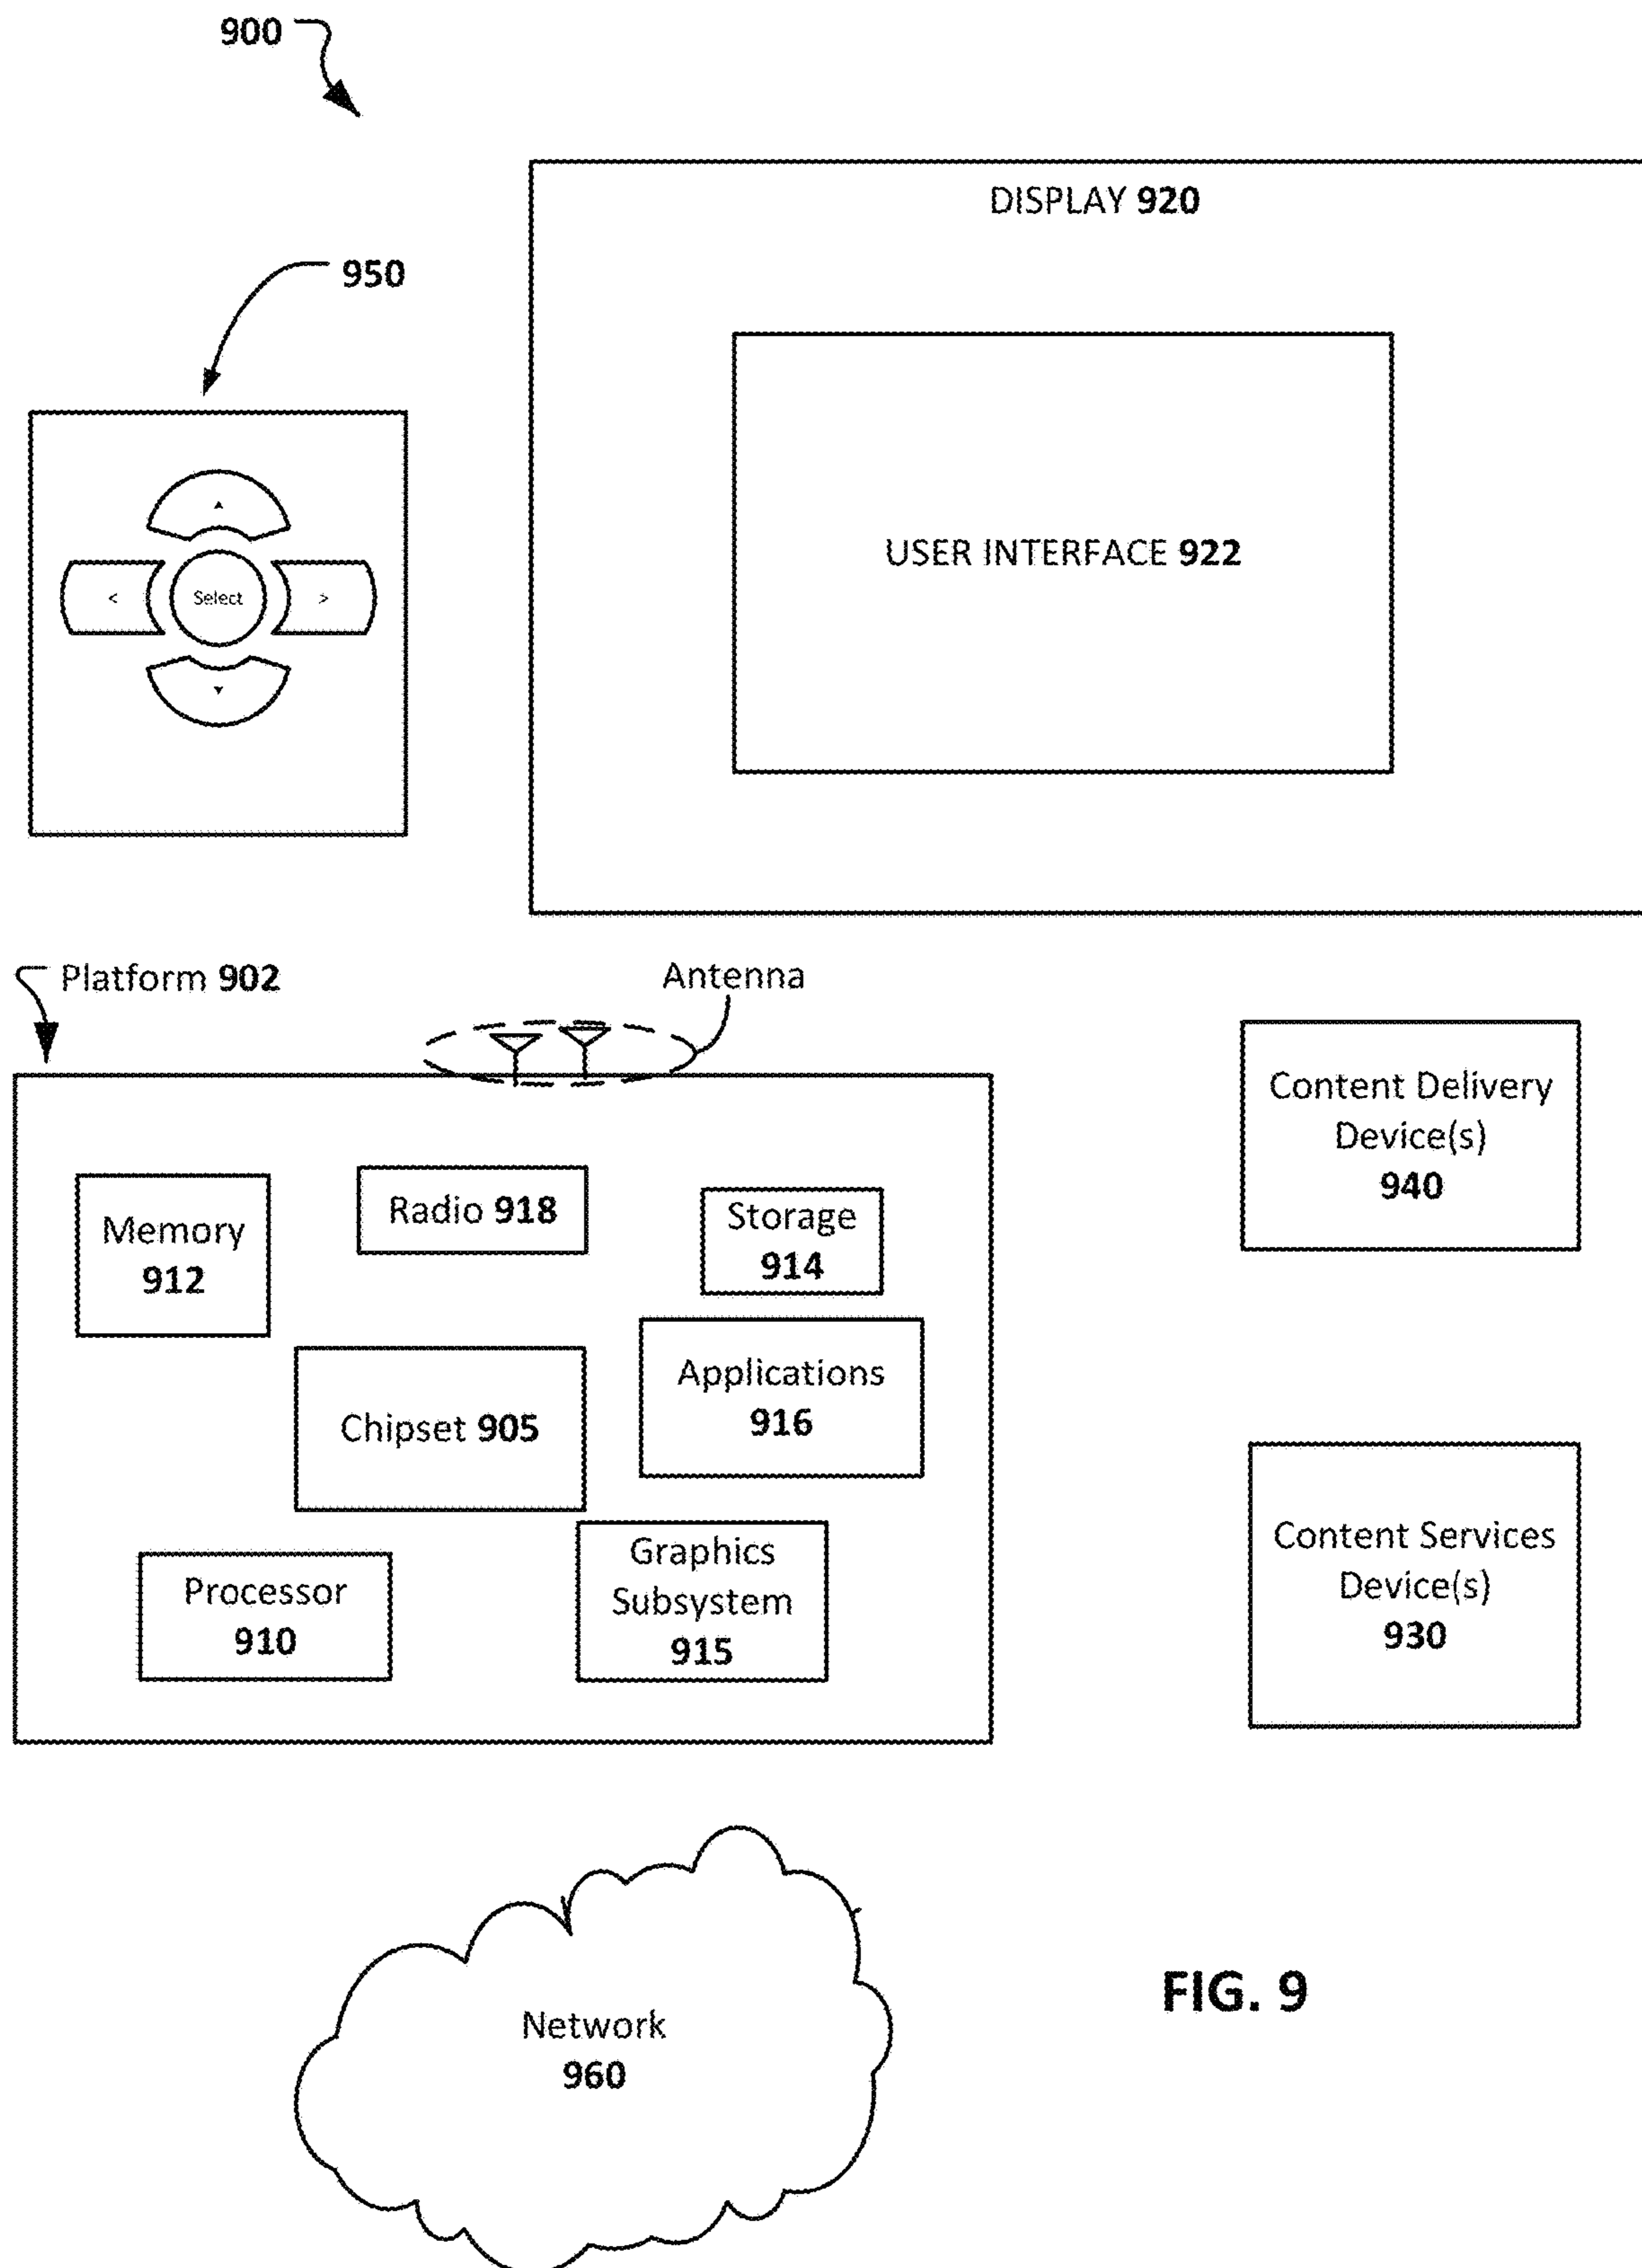 900
DISPLAY 920
950
USER INTERFACE 922
<
Select
>
Platform 902
Antenna
Memory
912
Radio 918
Storage
914
Chipset 905
Applications
916
Processor
910
Graphics
Subsystem
915
Content Delivery
Device(s)
940
Content Services
Device(s)
930
Network
960
FIG. 9